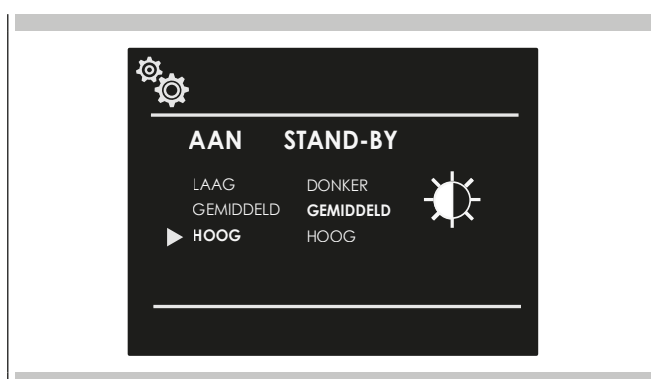 AAN STAND-BY
LAAG DONKER
GEMIDDELD GEMIDDELD
HOOG HOOG